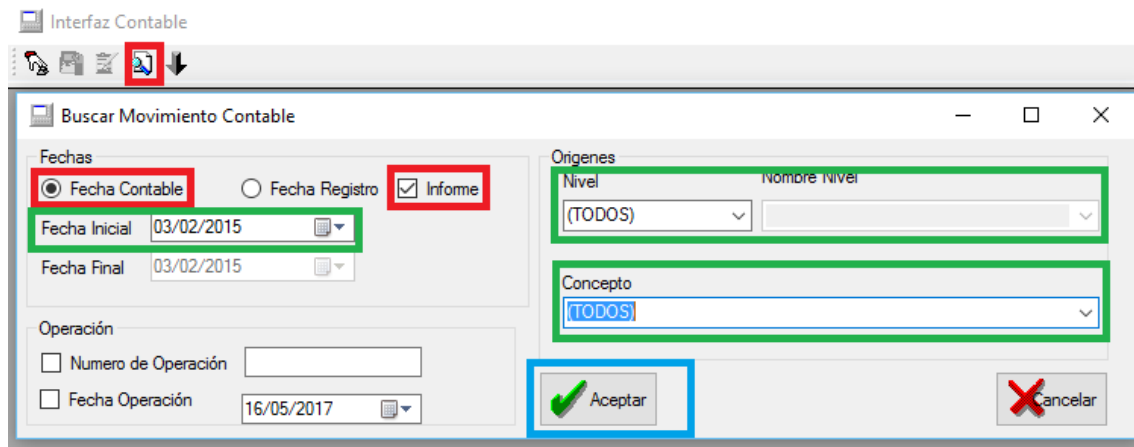 Interfaz Contable
Buscar Movimiento Contable
Fechas
Fecha Contable
Fecha Registro
Informe
Fecha Inicial 03/02/2015
Fecha Final 03/02/2015
Operación
Numero de Operación
Fecha Operación 16/05/2017
Origenes
Nivel Nombre Nivel
(TODOS)
Concepto
(TODOS)
Aceptar
Cancelar